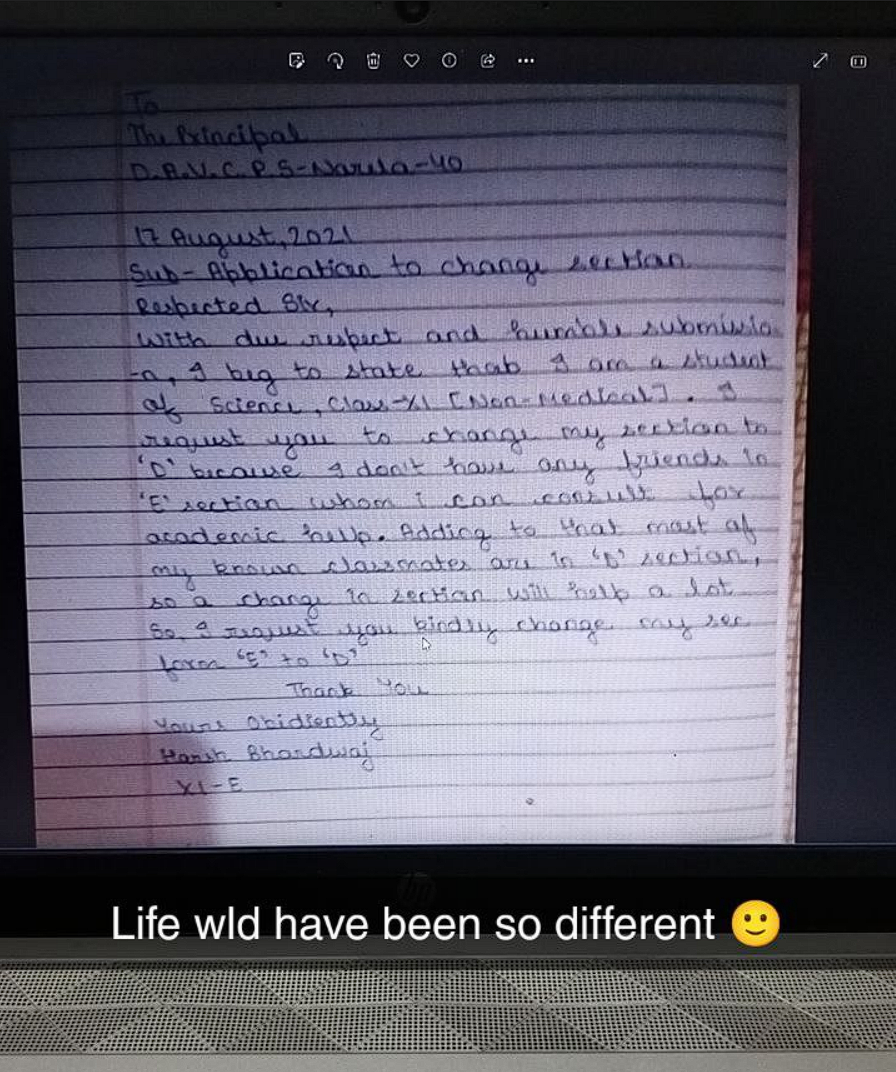 To
The Principal
D.A.V.C.P.S-Narela-40
17 August, 2021
Sub- Application to change section
Respected Sir,
With due respect and humble submissio
-n, I beg to state that I am a student
of Science, Class-XI [Non-Medical]. I
request you to change my section to
'D' because I don't have any friends in
'E' section whom i can consult for
academic help. Adding to that most of
my known classmates are in 'D' section,
so a change in section will help a lot
So, I request you kindly change my sec
form 'E' to 'D'
Thank You
Yours Obidiently
Harsh Bhardwaj
XI-E
hp
Life wld have been so different 🙂